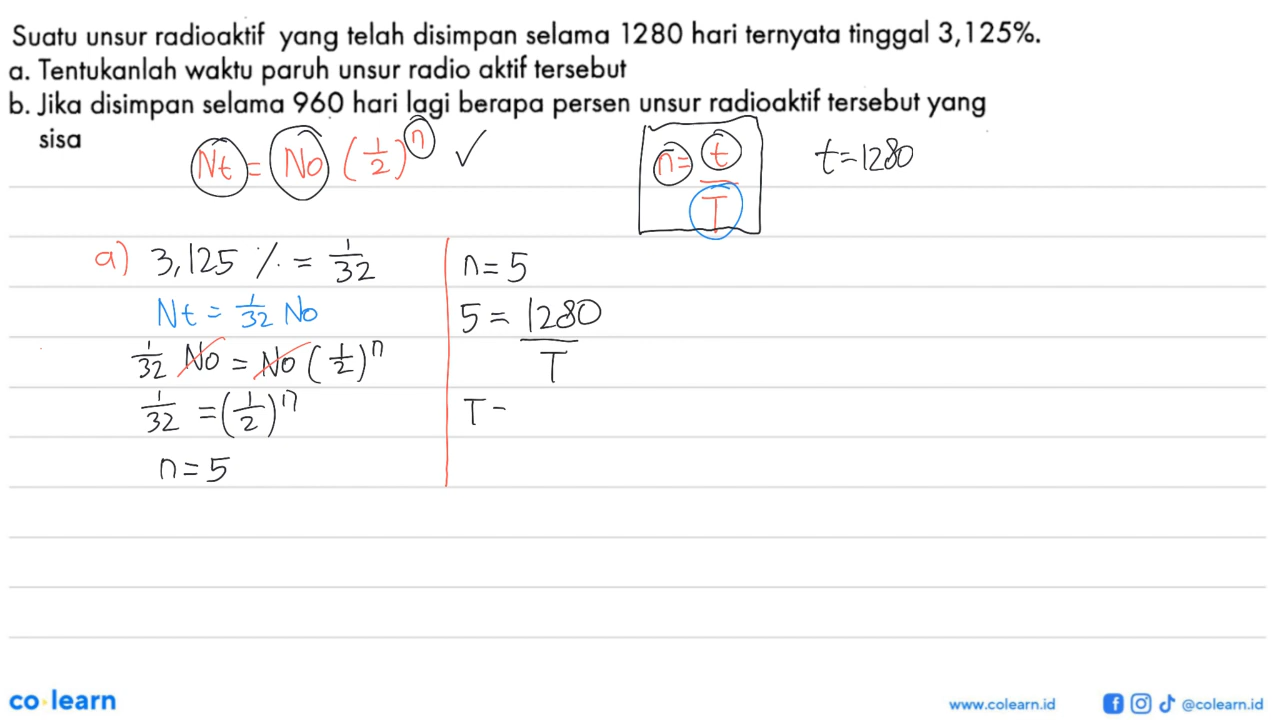 Suatu unsur radioaktif yang telah disimpan selama 1280 hari ternyata tinggal 3,125%.
a. Tentukanlah waktu paruh unsur radio aktif tersebut
b. Jika disimpan selama 960 hari lagi berapa persen unsur radioaktif tersebut yang
sisa
Nt = No (1/2)^n ✓
n = t/T
t = 1280
a) 3,125 % = 1/32
Nt = 1/32 No
1/32 No = No (1/2)^n
1/32 = (1/2)^n
n = 5
n = 5
5 = 1280/T
T =
co learn
www.colearn.id
@colearn.id